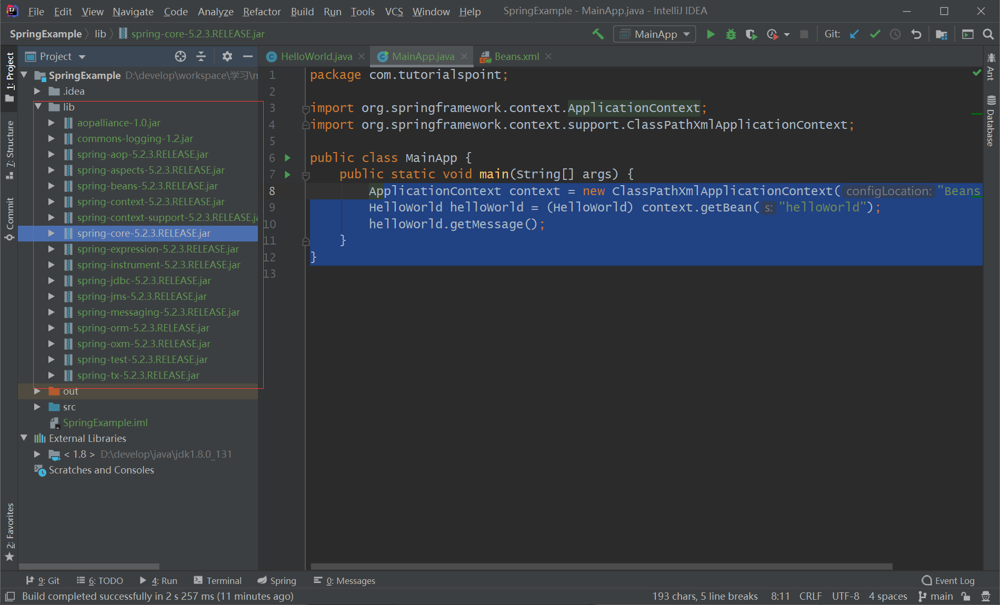 File Edit View Navigate Code Analyze Refactor Build Run Tools VCS Window Help SpringExample - MainApp.java - IntelliJ IDEA
SpringExample lib spring-core-5.2.3.RELEASE.jar MainApp Git:
Project HelloWorld.java MainApp.java Beans.xml
1: Project
7: Structure
Commit
2: Favorites
SpringExample D:\develop\workspace\学习\m
.idea
lib
aopalliance-1.0.jar
commons-logging-1.2.jar
spring-aop-5.2.3.RELEASE.jar
spring-aspects-5.2.3.RELEASE.jar
spring-beans-5.2.3.RELEASE.jar
spring-context-5.2.3.RELEASE.jar
spring-context-support-5.2.3.RELEASE.ja
spring-core-5.2.3.RELEASE.jar
spring-expression-5.2.3.RELEASE.jar
spring-instrument-5.2.3.RELEASE.jar
spring-jdbc-5.2.3.RELEASE.jar
spring-jms-5.2.3.RELEASE.jar
spring-messaging-5.2.3.RELEASE.jar
spring-orm-5.2.3.RELEASE.jar
spring-oxm-5.2.3.RELEASE.jar
spring-test-5.2.3.RELEASE.jar
spring-tx-5.2.3.RELEASE.jar
out
src
SpringExample.iml
External Libraries
< 1.8 > D:\develop\java\jdk1.8.0_131
Scratches and Consoles
1 package com.tutorialspoint;
2
3 import org.springframework.context.ApplicationContext;
4 import org.springframework.context.support.ClassPathXmlApplicationContext;
5
6 public class MainApp {
7 public static void main(String[] args) {
8 ApplicationContext context = new ClassPathXmlApplicationContext( configLocation: "Beans
9 HelloWorld helloWorld = (HelloWorld) context.getBean( s: "helloWorld");
10 helloWorld.getMessage();
11 }
12 }
13
Ant
Database
9: Git 6: TODO 4: Run Terminal Spring 0: Messages Event Log
Build completed successfully in 2 s 257 ms (11 minutes ago) 193 chars, 5 line breaks 8:11 CRLF UTF-8 4 spaces main